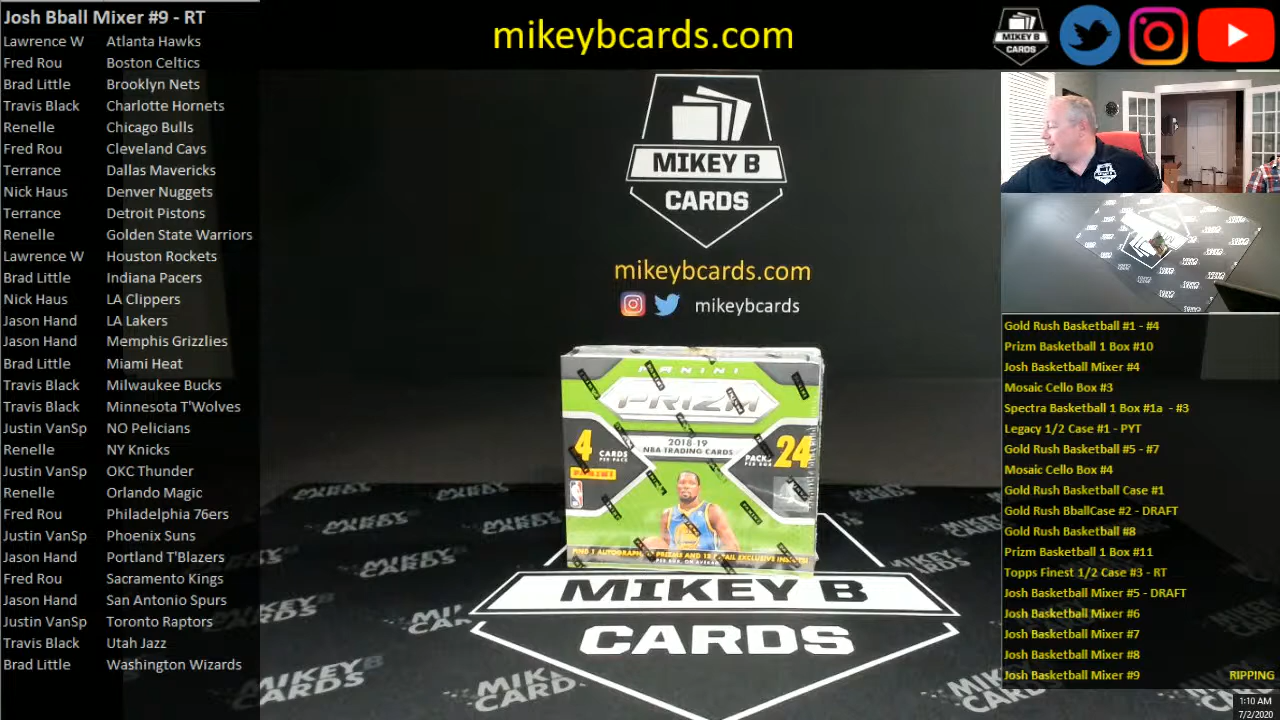 Josh Bball Mixer #9 - RT
Lawrence W Atlanta Hawks
Fred Rou Boston Celtics
Brad Little Brooklyn Nets
Travis Black Charlotte Hornets
Renelle Chicago Bulls
Fred Rou Cleveland Cavs
Terrance Dallas Mavericks
Nick Haus Denver Nuggets
Terrance Detroit Pistons
Renelle Golden State Warriors
Lawrence W Houston Rockets
Brad Little Indiana Pacers
Nick Haus LA Clippers
Jason Hand LA Lakers
Jason Hand Memphis Grizzlies
Brad Little Miami Heat
Travis Black Milwaukee Bucks
Travis Black Minnesota T'Wolves
Justin VanSp NO Pelicians
Renelle NY Knicks
Justin VanSp OKC Thunder
Renelle Orlando Magic
Fred Rou Philadelphia 76ers
Justin VanSp Phoenix Suns
Jason Hand Portland T'Blazers
Fred Rou Sacramento Kings
Jason Hand San Antonio Spurs
Justin VanSp Toronto Raptors
Travis Black Utah Jazz
Brad Little Washington Wizards
mikeybcards.com
MIKEY B
CARDS
MIKEY B
CARDS
mikeybcards.com
mikeybcards
PANINI
PRIZM
2018-19
NBA TRADING CARDS
4 CARDS
PER PACK
24
PACKS
PER BOX
PANINI
MIKEY B
CARDS
Gold Rush Basketball #1 - #4
Prizm Basketball 1 Box #10
Josh Basketball Mixer #4
Mosaic Cello Box #3
Spectra Basketball 1 Box #1a - #3
Legacy 1/2 Case #1 - PYT
Gold Rush Basketball #5 - #7
Mosaic Cello Box #4
Gold Rush Basketball Case #1
Gold Rush BballCase #2 - DRAFT
Gold Rush Basketball #8
Prizm Basketball 1 Box #11
Topps Finest 1/2 Case #3 - RT
Josh Basketball Mixer #5 - DRAFT
Josh Basketball Mixer #6
Josh Basketball Mixer #7
Josh Basketball Mixer #8
Josh Basketball Mixer #9 RIPPING
1:10 AM
7/2/2020